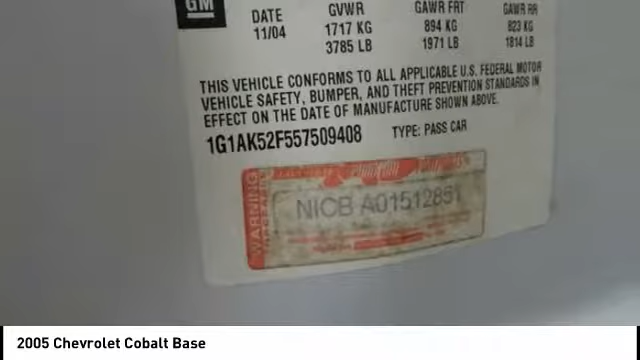 GM
DATE GVWR GAWR FRT GAWR RR
11/04 1717 KG 894 KG 823 KG
3785 LB 1971 LB 1814 LB
THIS VEHICLE CONFORMS TO ALL APPLICABLE U.S. FEDERAL MOTOR
VEHICLE SAFETY, BUMPER, AND THEFT PREVENTION STANDARDS IN
EFFECT ON THE DATE OF MANUFACTURE SHOWN ABOVE.
1G1AK52F557509408 TYPE: PASS CAR
WARNING
NICB A01512851
2005 Chevrolet Cobalt Base